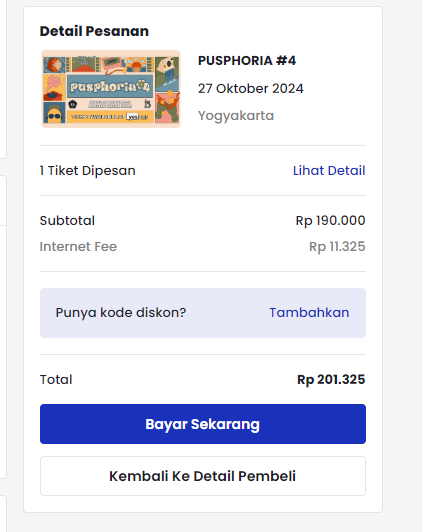 Detail Pesanan
pusphoria#4
yesplis
PUSPHORIA #4
27 Oktober 2024
Yogyakarta
1 Tiket Dipesan Lihat Detail
Subtotal Rp 190.000
Internet Fee Rp 11.325
Punya kode diskon? Tambahkan
Total Rp 201.325
Bayar Sekarang
Kembali Ke Detail Pembeli